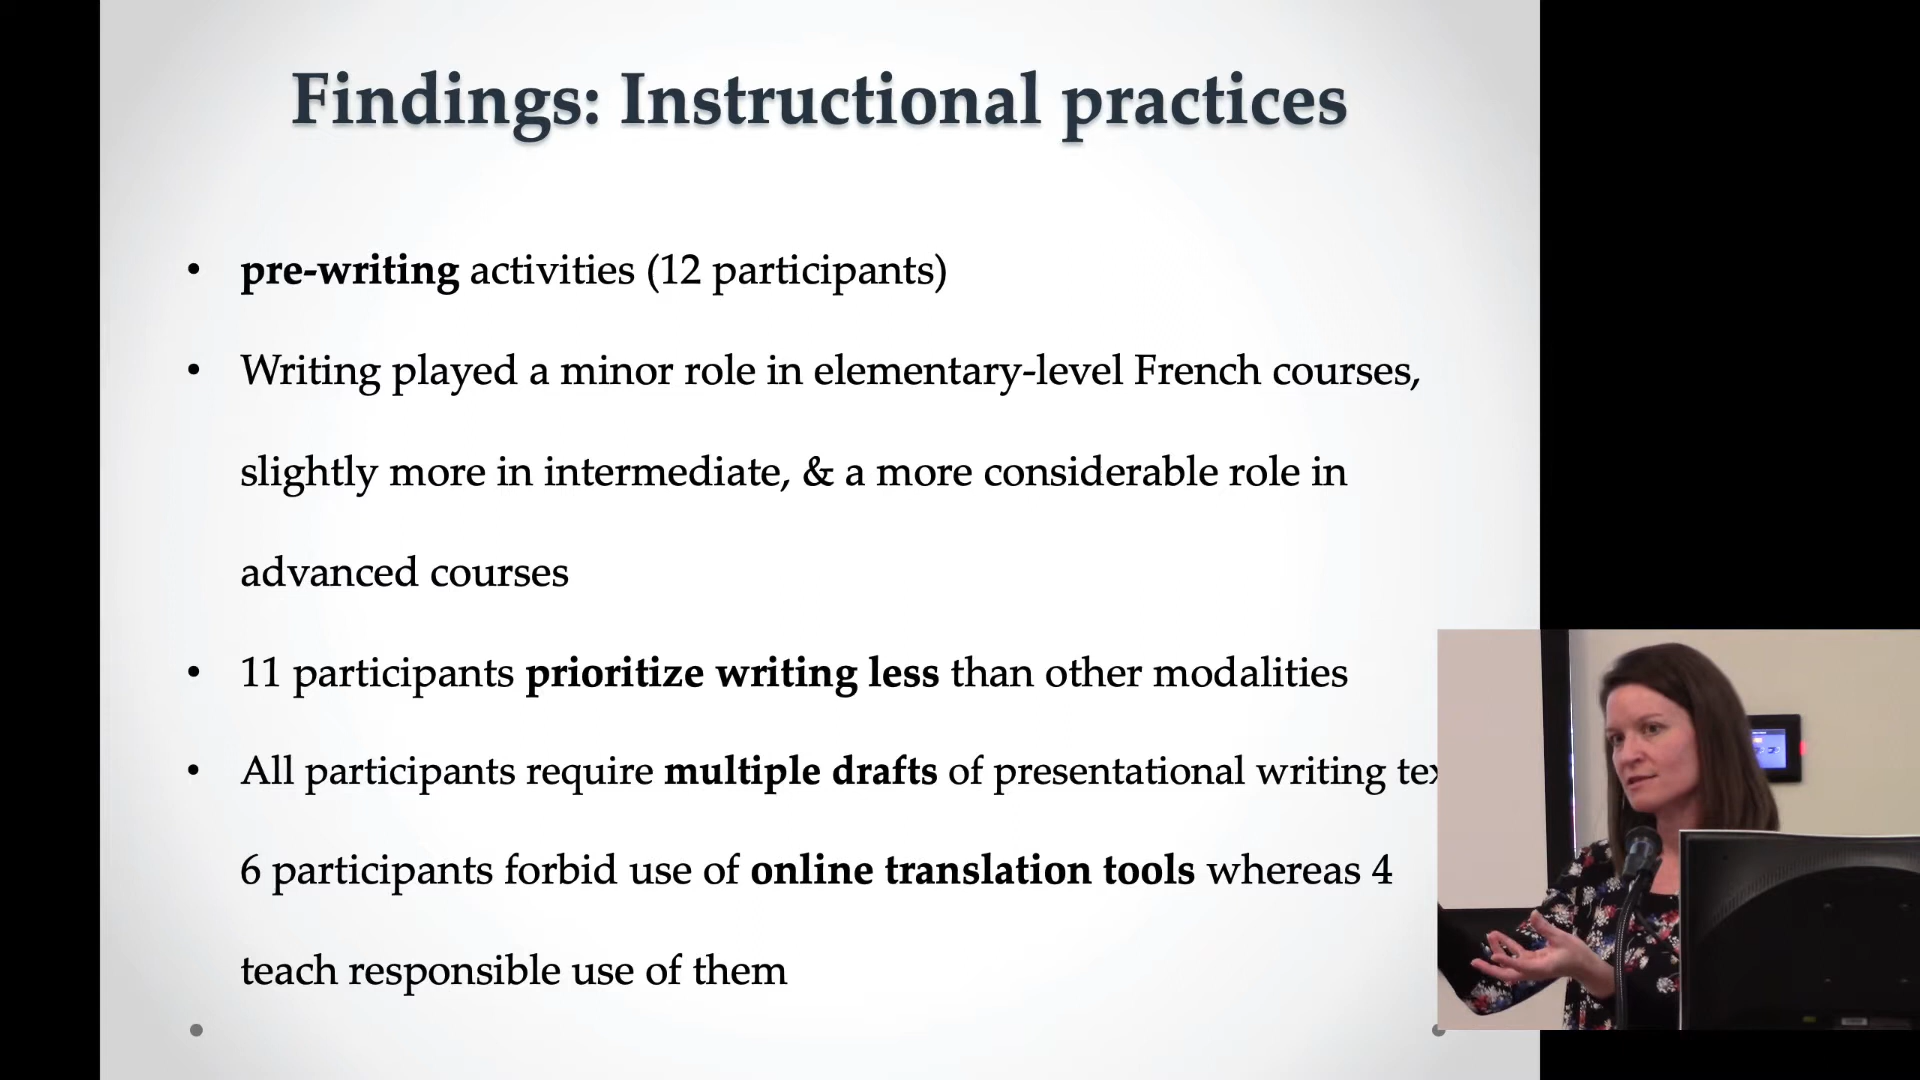 Findings: Instructional practices
• pre-writing activities (12 participants)
• Writing played a minor role in elementary-level French courses,
slightly more in intermediate, & a more considerable role in
advanced courses
• 11 participants prioritize writing less than other modalities
• All participants require multiple drafts of presentational writing
6 participants forbid use of online translation tools whereas 4
teach responsible use of them